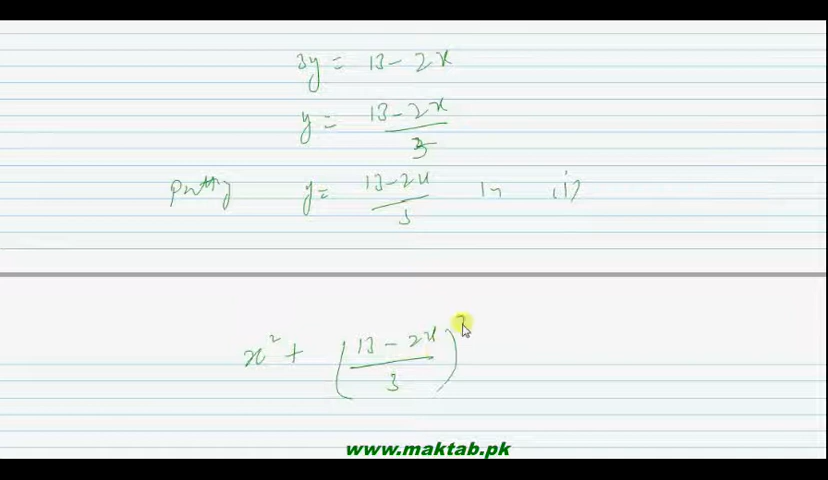 3y = 13 - 2x
y = 13 - 2x / 3
Putting y = 13 - 2x / 3 in (i)
x² + (13 - 2x / 3)²
www.maktab.pk